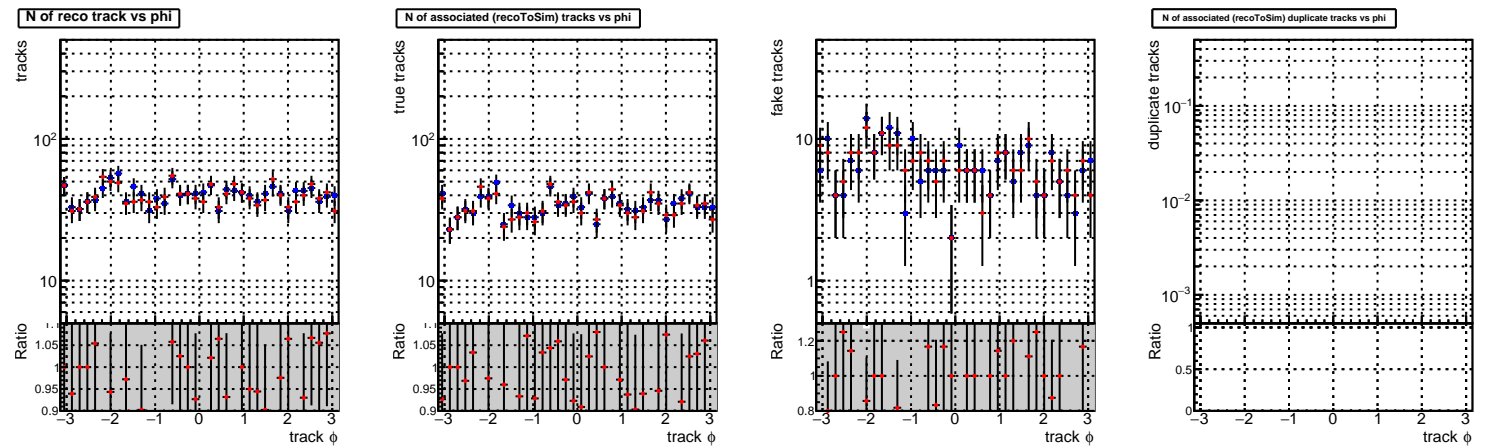 N of reco track vs phi
tracks
10²
10
Ratio
1.05
1
0.95
0.9
−3 −2 −1 0 1 2 3
track ϕ
N of associated (recoToSim) tracks vs phi
true tracks
10²
10
Ratio
1.05
1
0.95
0.9
−3 −2 −1 0 1 2 3
track ϕ
fake tracks
10
1
Ratio
1.2
1
0.8
−3 −2 −1 0 1 2 3
track ϕ
N of associated (recoToSim) duplicate tracks vs phi
duplicate tracks
10⁻¹
10⁻²
10⁻³
Ratio
1
0.5
0
−3 −2 −1 0 1 2 3
track ϕ